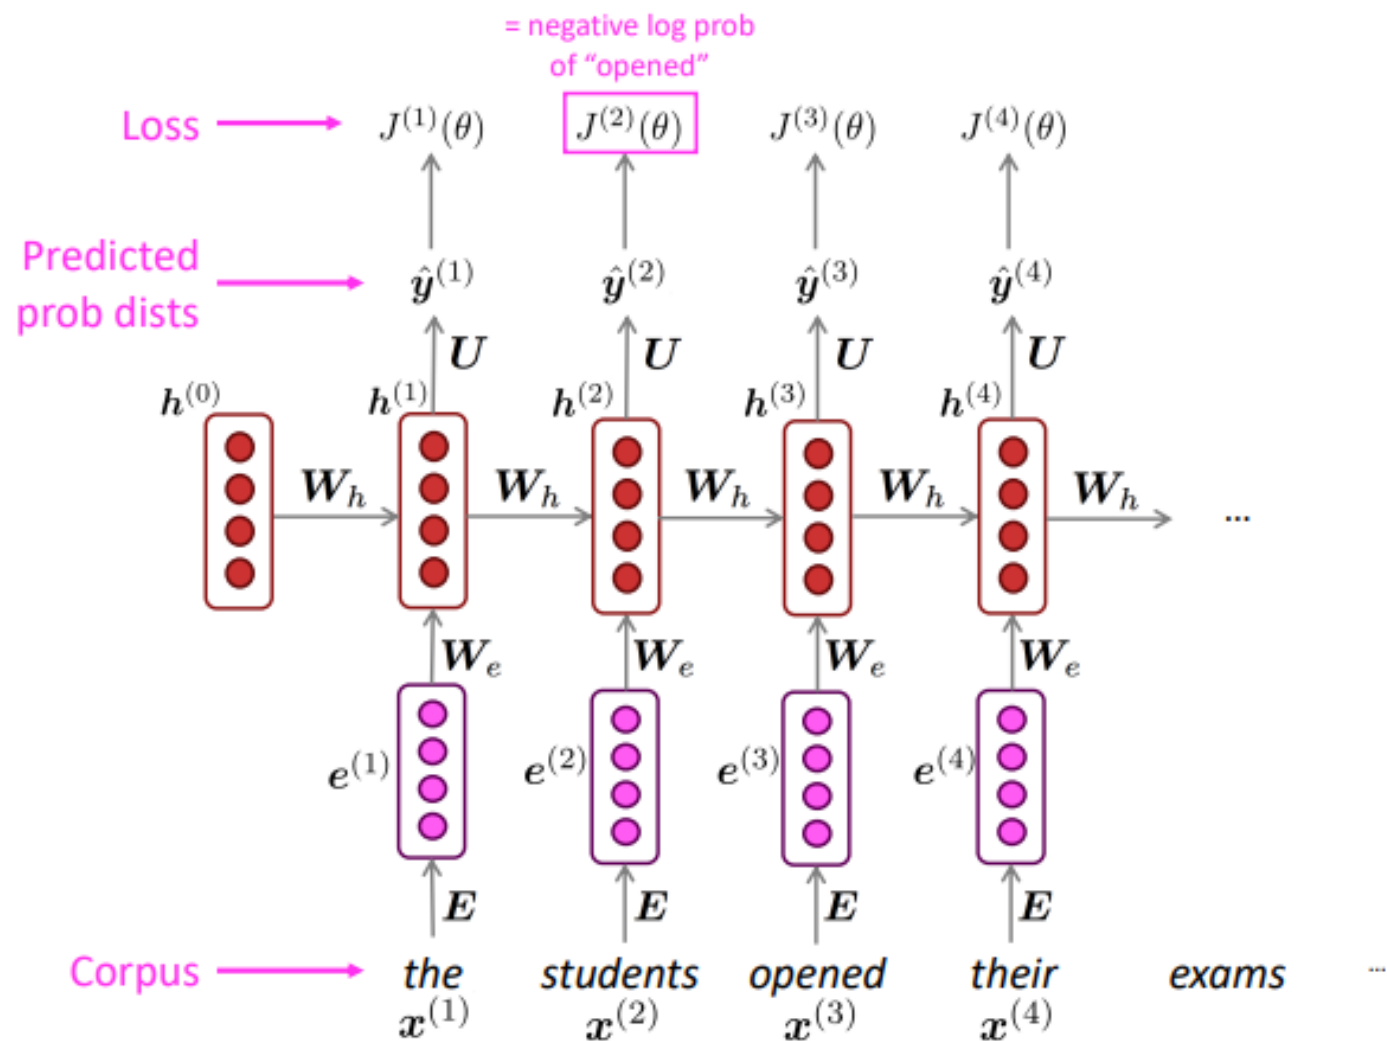 = negative log prob
of “opened”
Loss J⁽¹⁾(θ) J⁽²⁾(θ) J⁽³⁾(θ) J⁽⁴⁾(θ)
Predicted
prob dists
ŷ⁽¹⁾ ŷ⁽²⁾ ŷ⁽³⁾ ŷ⁽⁴⁾
U U U U
h⁽⁰⁾ h⁽¹⁾ h⁽²⁾ h⁽³⁾ h⁽⁴⁾
Wₕ Wₕ Wₕ Wₕ Wₕ ...
Wₑ Wₑ Wₑ Wₑ
e⁽¹⁾ e⁽²⁾ e⁽³⁾ e⁽⁴⁾
E E E E
Corpus the students opened their exams ...
x⁽¹⁾ x⁽²⁾ x⁽³⁾ x⁽⁴⁾